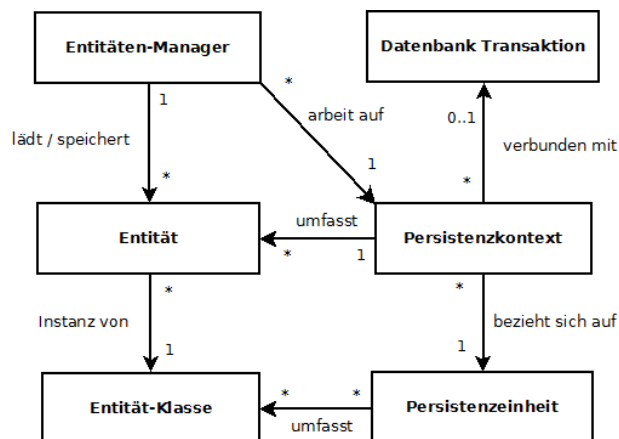 Entitäten-Manager
Datenbank Transaktion
1
*
arbeit auf
0..1
lädt / speichert
verbunden mit
*
1
*
Entität
umfasst
Persistenzkontext
*
1
*
*
Instanz von
bezieht sich auf
1
1
Entität-Klasse
*
*
Persistenzeinheit
umfasst